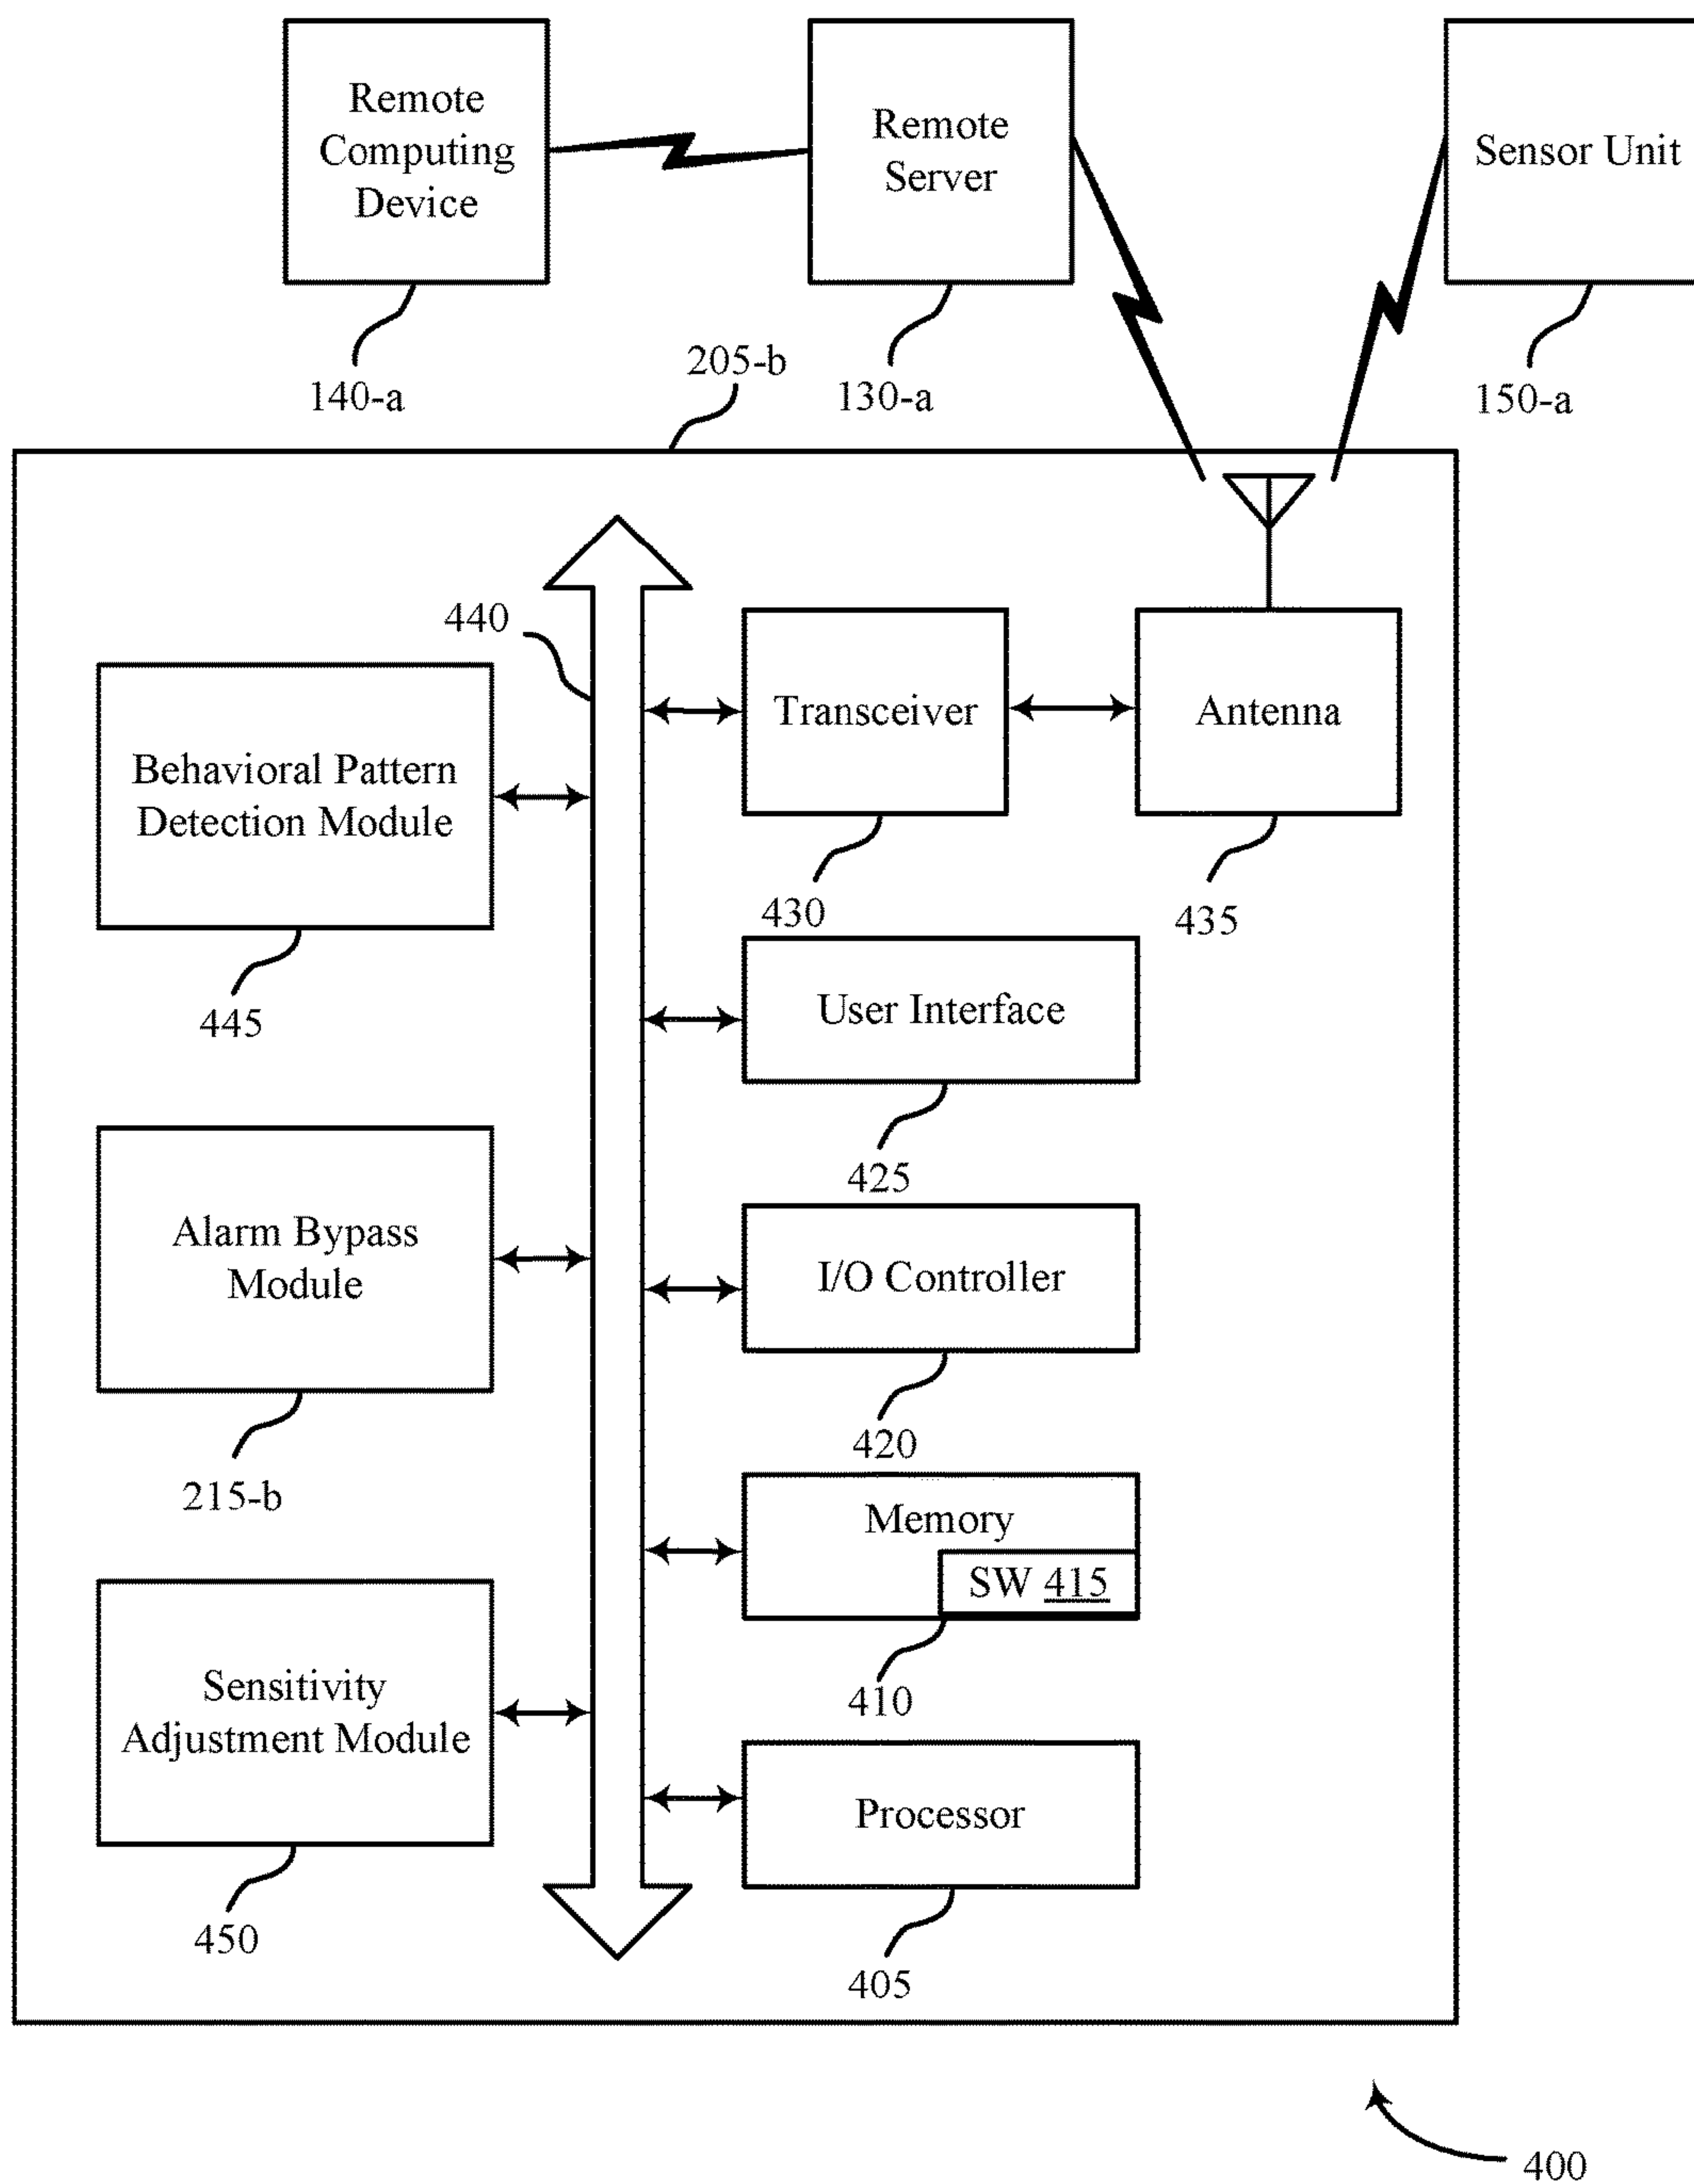 Remote
Computing
Device
Remote
Server
Sensor Unit
140-a
205-b
130-a
150-a
440
Behavioral Pattern
Detection Module
445
Transceiver
430
Antenna
435
User Interface
425
Alarm Bypass
Module
215-b
I/O Controller
420
Memory
SW 415
410
Sensitivity
Adjustment Module
450
Processor
405
400